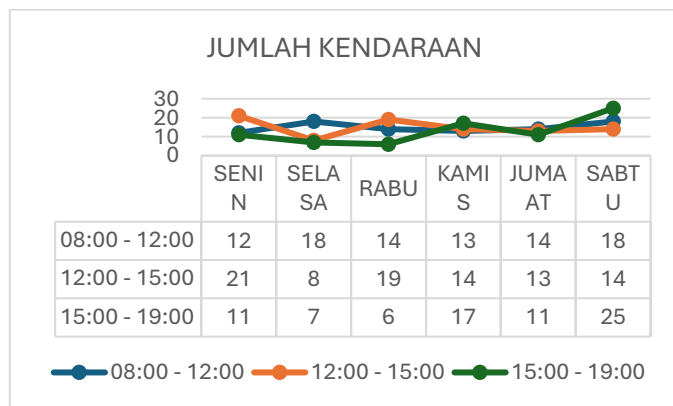 JUMLAH KENDARAAN
30
20
10
0
SENI
N
SELA
SA
RABU
KAMI
S
JUMA
AT
SABT
U
08:00 - 12:00 12 18 14 13 14 18
12:00 - 15:00 21 8 19 14 13 14
15:00 - 19:00 11 7 6 17 11 25
08:00 - 12:00 12:00 - 15:00 15:00 - 19:00